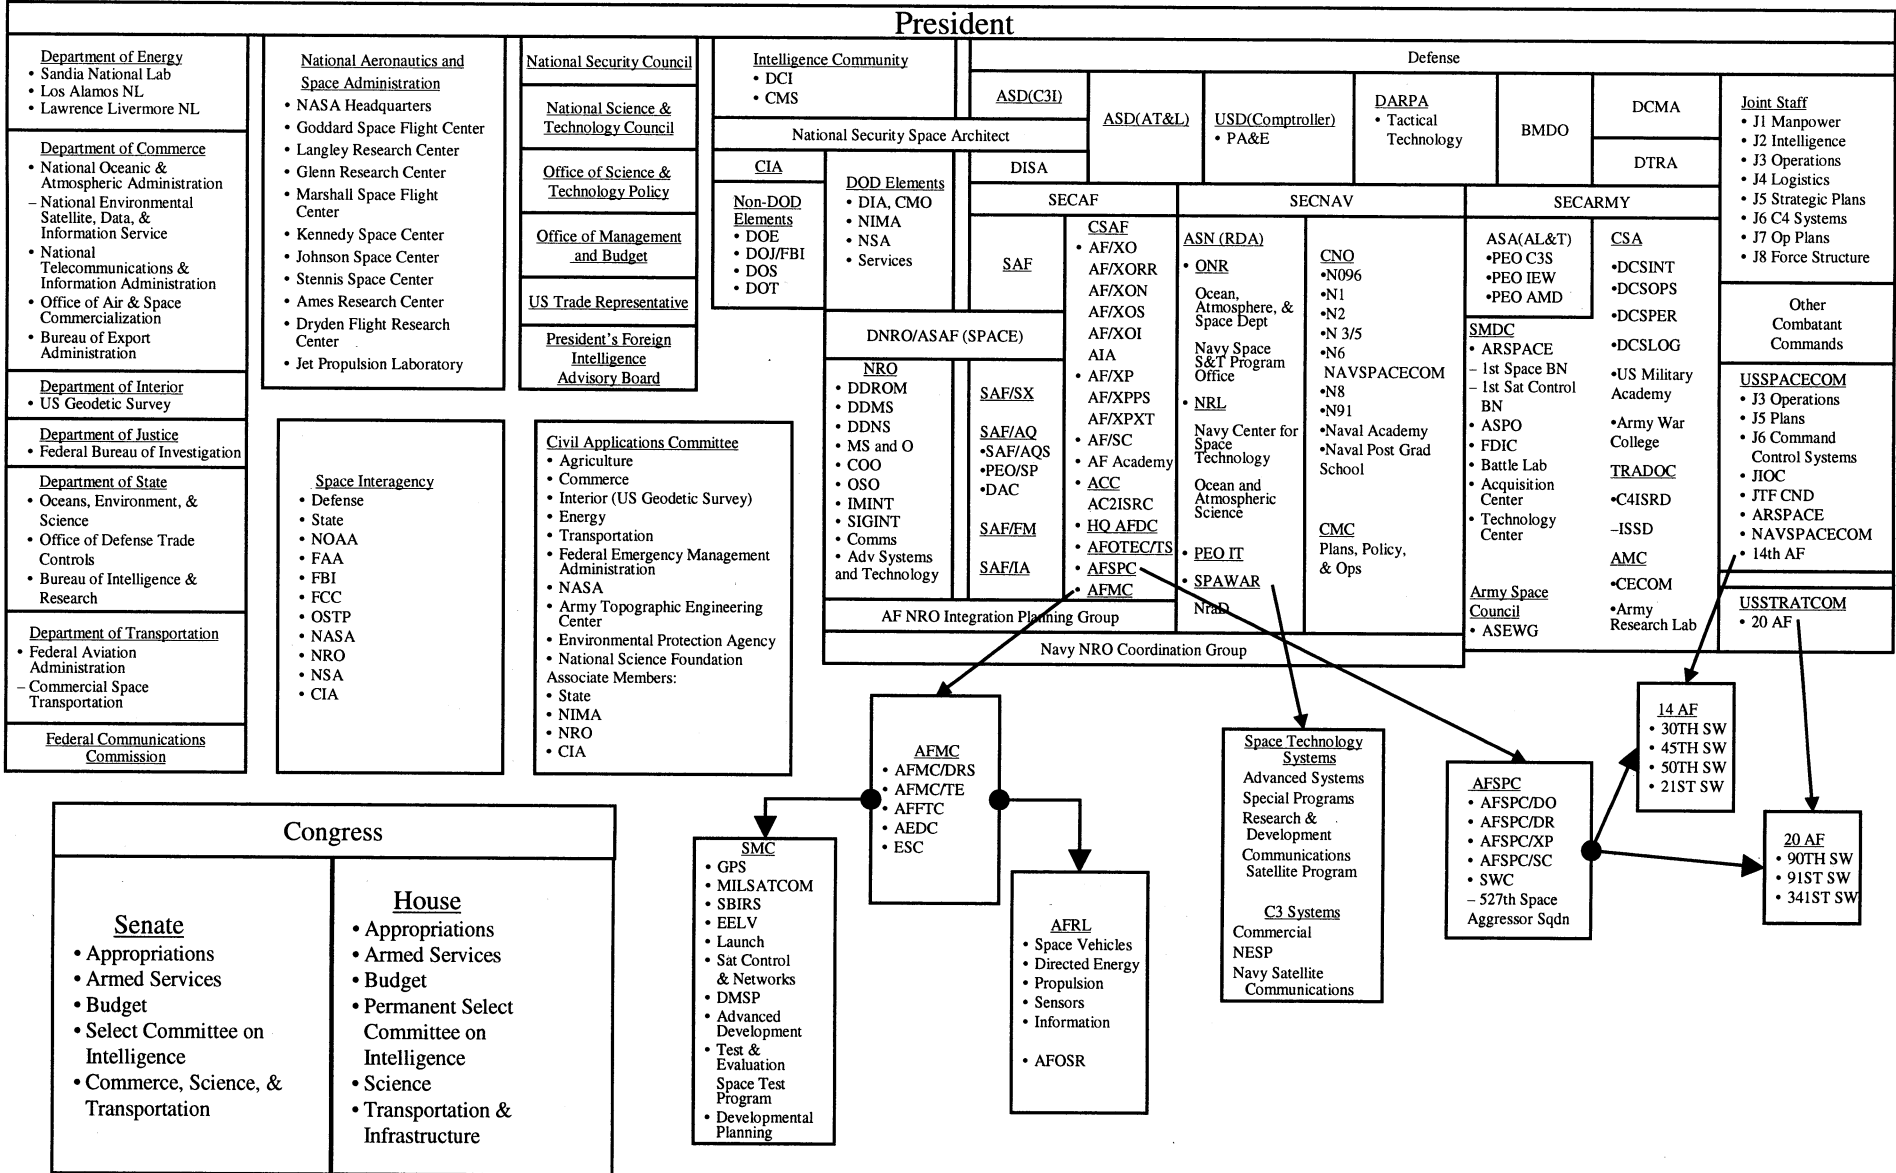 President
Department of Energy
• Sandia National Lab
• Los Alamos NL
• Lawrence Livermore NL
Department of Commerce
• National Oceanic &
Atmospheric Administration
– National Environmental
Satellite, Data, &
Information Service
• National
Telecommunications &
Information Administration
• Office of Air & Space
Commercialization
• Bureau of Export
Administration
Department of Interior
• US Geodetic Survey
Department of Justice
• Federal Bureau of Investigation
Department of State
• Oceans, Environment, &
Science
• Office of Defense Trade
Controls
• Bureau of Intelligence &
Research
Department of Transportation
• Federal Aviation
Administration
– Commercial Space
Transportation
Federal Communications
Commission
National Aeronautics and
Space Administration
• NASA Headquarters
• Goddard Space Flight Center
• Langley Research Center
• Glenn Research Center
• Marshall Space Flight
Center
• Kennedy Space Center
• Johnson Space Center
• Stennis Space Center
• Ames Research Center
• Dryden Flight Research
Center
• Jet Propulsion Laboratory
Space Interagency
• Defense
• State
• NOAA
• FAA
• FBI
• FCC
• OSTP
• NASA
• NRO
• NSA
• CIA
National Security Council
National Science &
Technology Council
Office of Science &
Technology Policy
Office of Management
and Budget
US Trade Representative
President's Foreign
Intelligence
Advisory Board
Civil Applications Committee
• Agriculture
• Commerce
• Interior (US Geodetic Survey)
• Energy
• Transportation
• Federal Emergency Management
Administration
• NASA
• Army Topographic Engineering
Center
• Environmental Protection Agency
• National Science Foundation
Associate Members:
• State
• NIMA
• NRO
• CIA
Intelligence Community
• DCI
• CMS
National Security Space Architect
CIA
Non-DOD
Elements
• DOE
• DOJ/FBI
• DOS
• DOT
DOD Elements
• DIA, CMO
• NIMA
• NSA
• Services
Defense
ASD(C3I)
DISA
ASD(AT&L)
USD(Comptroller)
• PA&E
DARPA
• Tactical
Technology
BMDO
DCMA
DTRA
Joint Staff
• J1 Manpower
• J2 Intelligence
• J3 Operations
• J4 Logistics
• J5 Strategic Plans
• J6 C4 Systems
• J7 Op Plans
• J8 Force Structure
Other
Combatant
Commands
USSPACECOM
• J3 Operations
• J5 Plans
• J6 Command
Control Systems
• JIOC
• JTF CND
• ARSPACE
• NAVSPACECOM
• 14th AF
USSTRATCOM
• 20 AF
SECAF
SAF
DNRO/ASAF (SPACE)
NRO
• DDROM
• DDMS
• DDNS
• MS and O
• COO
• OSO
• IMINT
• SIGINT
• Comms
• Adv Systems
and Technology
SAF/SX
SAF/AQ
•SAF/AQS
•PEO/SP
•DAC
SAF/FM
SAF/IA
CSAF
• AF/XO
AF/XORR
AF/XON
AF/XOS
AF/XOI
AIA
• AF/XP
AF/XPPS
AF/XPXT
• AF/SC
• AF Academy
• ACC
AC2ISRC
• HQ AFDC
• AFOTEC/TS
• AFSPC
• AFMC
AF NRO Integration Planning Group
Navy NRO Coordination Group
SECNAV
ASN (RDA)
• ONR
Ocean,
Atmosphere, &
Space Dept
Navy Space
S&T Program
Office
• NRL
Navy Center for
Space
Technology
Ocean and
Atmospheric
Science
• PEO IT
• SPAWAR
NraD
CNO
•N096
•N1
•N2
•N 3/5
•N6
NAVSPACECOM
•N8
•N91
•Naval Academy
•Naval Post Grad
School
CMC
Plans, Policy,
& Ops
SECARMY
ASA(AL&T)
•PEO C3S
•PEO IEW
•PEO AMD
SMDC
• ARSPACE
– 1st Space BN
– 1st Sat Control
BN
• ASPO
• FDIC
• Battle Lab
• Acquisition
Center
• Technology
Center
Army Space
Council
• ASEWG
CSA
•DCSINT
•DCSOPS
•DCSPER
•DCSLOG
•US Military
Academy
•Army War
College
TRADOC
•C4ISRD
–ISSD
AMC
•CECOM
•Army
Research Lab
AFMC
• AFMC/DRS
• AFMC/TE
• AFFTC
• AEDC
• ESC
SMC
• GPS
• MILSATCOM
• SBIRS
• EELV
• Launch
• Sat Control
& Networks
• DMSP
• Advanced
Development
• Test &
Evaluation
Space Test
Program
• Developmental
Planning
AFRL
• Space Vehicles
• Directed Energy
• Propulsion
• Sensors
• Information
• AFOSR
Space Technology
Systems
Advanced Systems
Special Programs
Research &
Development
Communications
Satellite Program
C3 Systems
Commercial
NESP
Navy Satellite
Communications
AFSPC
• AFSPC/DO
• AFSPC/DR
• AFSPC/XP
• AFSPC/SC
• SWC
– 527th Space
Aggressor Sqdn
14 AF
• 30TH SW
• 45TH SW
• 50TH SW
• 21ST SW
20 AF
• 90TH SW
• 91ST SW
• 341ST SW
Congress
Senate
• Appropriations
• Armed Services
• Budget
• Select Committee on
Intelligence
• Commerce, Science, &
Transportation
House
• Appropriations
• Armed Services
• Budget
• Permanent Select
Committee on
Intelligence
• Science
• Transportation &
Infrastructure